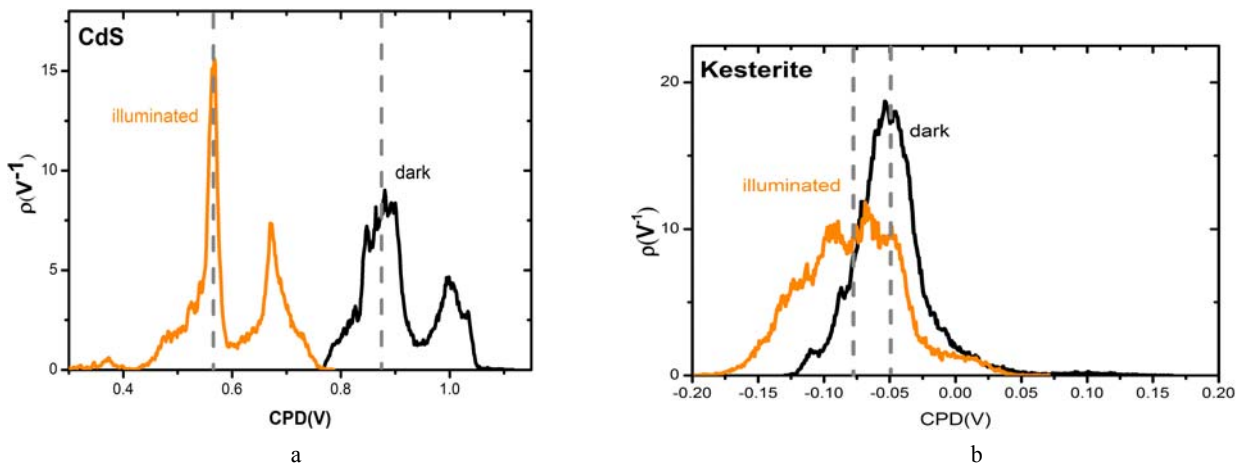 CdS
15
10
5
0
ρ(V-1)
illuminated
dark
0.4 0.6 0.8 1.0
CPD(V)
a
Kesterite
20
10
0
ρ(V-1)
illuminated
dark
-0.20 -0.15 -0.10 -0.05 0.00 0.05 0.10 0.15 0.20
CPD(V)
b